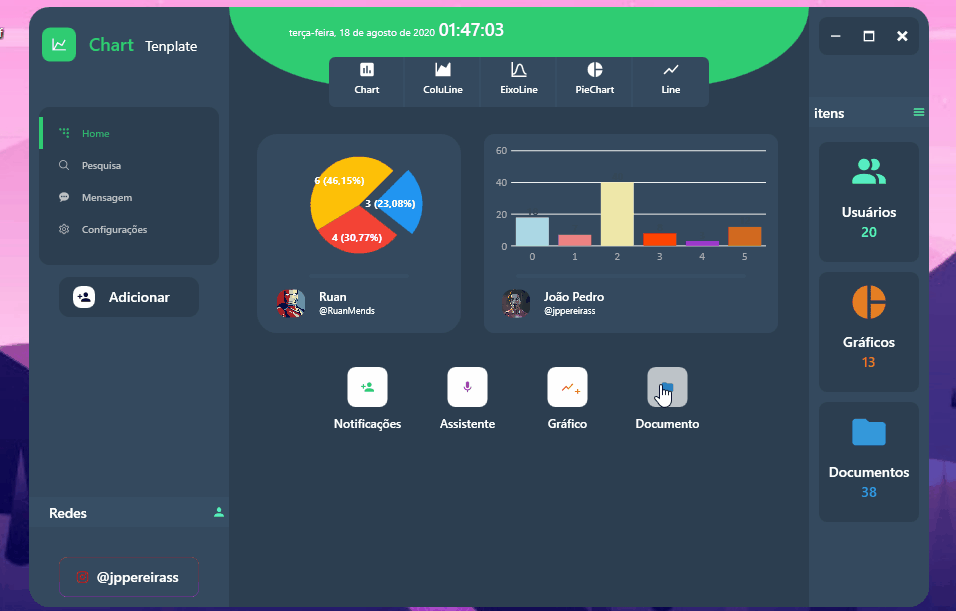 Chart Tenplate
terça-feira, 18 de agosto de 2020 01:47:03
Chart
ColuLine
EixoLine
PieChart
Line
Home
Pesquisa
Mensagem
Configurações
Adicionar
6 (46,15%)
3 (23,08%)
4 (30,77%)
Ruan
@RuanMends
60
40
20
0
0 1 2 3 4 5
João Pedro
@jppereirass
Notificações
Assistente
Gráfico
Documento
itens
Usuários
20
Gráficos
13
Documentos
38
Redes
@jppereirass